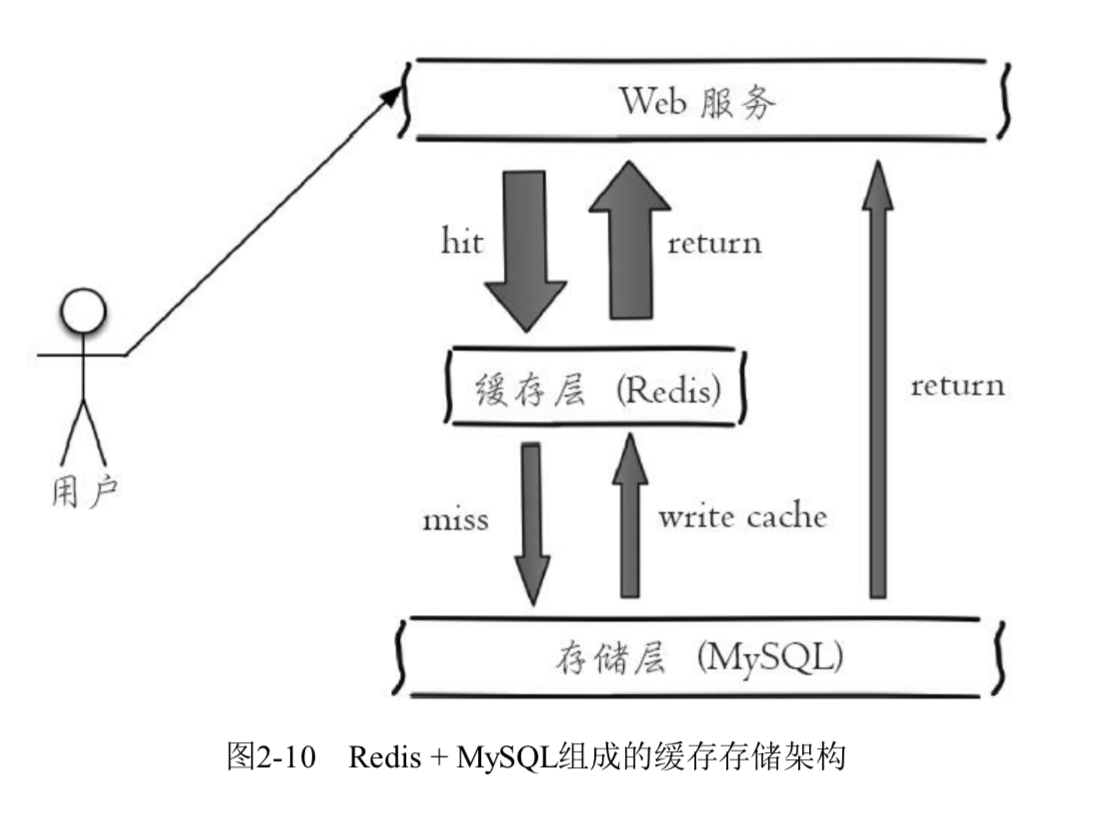 Web 服务
hit
return
缓存层 (Redis)
return
用户
miss
write cache
存储层 (MySQL)
图2-10 Redis + MySQL组成的缓存存储架构